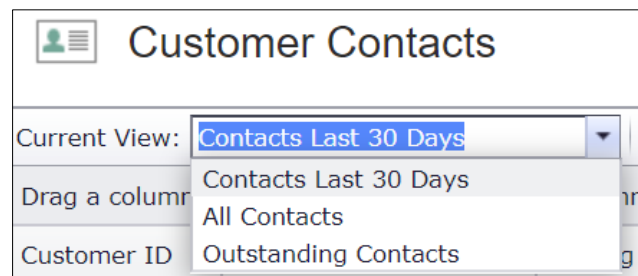 Customer Contacts
Current View: Contacts Last 30 Days
Contacts Last 30 Days
Drag a column
All Contacts
Customer ID
Outstanding Contacts